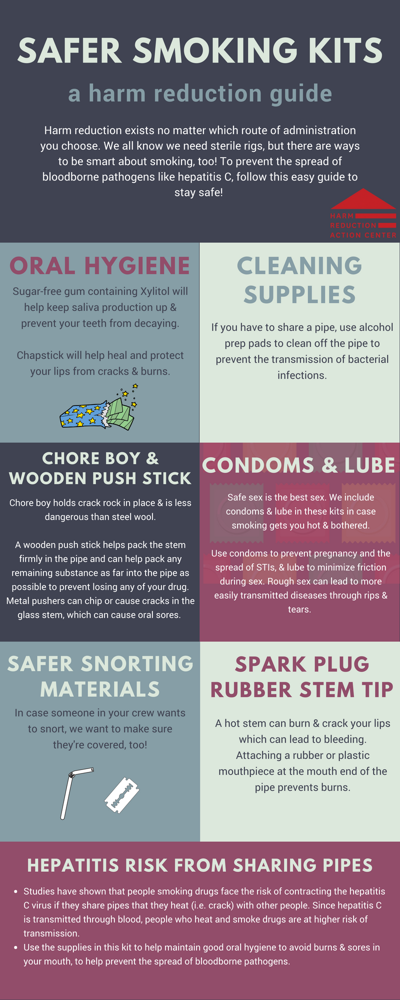 SAFER SMOKING KITS
a harm reduction guide
Harm reduction exists no matter which route of administration
you choose. We all know we need sterile rigs, but there are ways
to be smart about smoking, too! To prevent the spread of
bloodborne pathogens like hepatitis C, follow this easy guide to
stay safe!
HARM
REDUCTION
ACTION CENTER
ORAL HYGIENE
Sugar-free gum containing Xylitol will
help keep saliva production up &
prevent your teeth from decaying.
Chapstick will help heal and protect
your lips from cracks & burns.
CLEANING
SUPPLIES
If you have to share a pipe, use alcohol
prep pads to clean off the pipe to
prevent the transmission of bacterial
infections.
CHORE BOY &
WOODEN PUSH STICK
Chore boy holds crack rock in place & is less
dangerous than steel wool.
A wooden push stick helps pack the stem
firmly in the pipe and can help pack any
remaining substance as far into the pipe as
possible to prevent losing any of your drug.
Metal pushers can chip or cause cracks in the
glass stem, which can cause oral sores.
CONDOMS & LUBE
Safe sex is the best sex. We include
condoms & lube in these kits in case
smoking gets you hot & bothered.
Use condoms to prevent pregnancy and the
spread of STIs, & lube to minimize friction
during sex. Rough sex can lead to more
easily transmitted diseases through rips &
tears.
SAFER SNORTING
MATERIALS
In case someone in your crew wants
to snort, we want to make sure
they're covered, too!
SPARK PLUG
RUBBER STEM TIP
A hot stem can burn & crack your lips
which can lead to bleeding.
Attaching a rubber or plastic
mouthpiece at the mouth end of the
pipe prevents burns.
HEPATITIS RISK FROM SHARING PIPES
• Studies have shown that people smoking drugs face the risk of contracting the hepatitis
C virus if they share pipes that they heat (i.e. crack) with other people. Since hepatitis C
is transmitted through blood, people who heat and smoke drugs are at higher risk of
transmission.
• Use the supplies in this kit to help maintain good oral hygiene to avoid burns & sores in
your mouth, to help prevent the spread of bloodborne pathogens.